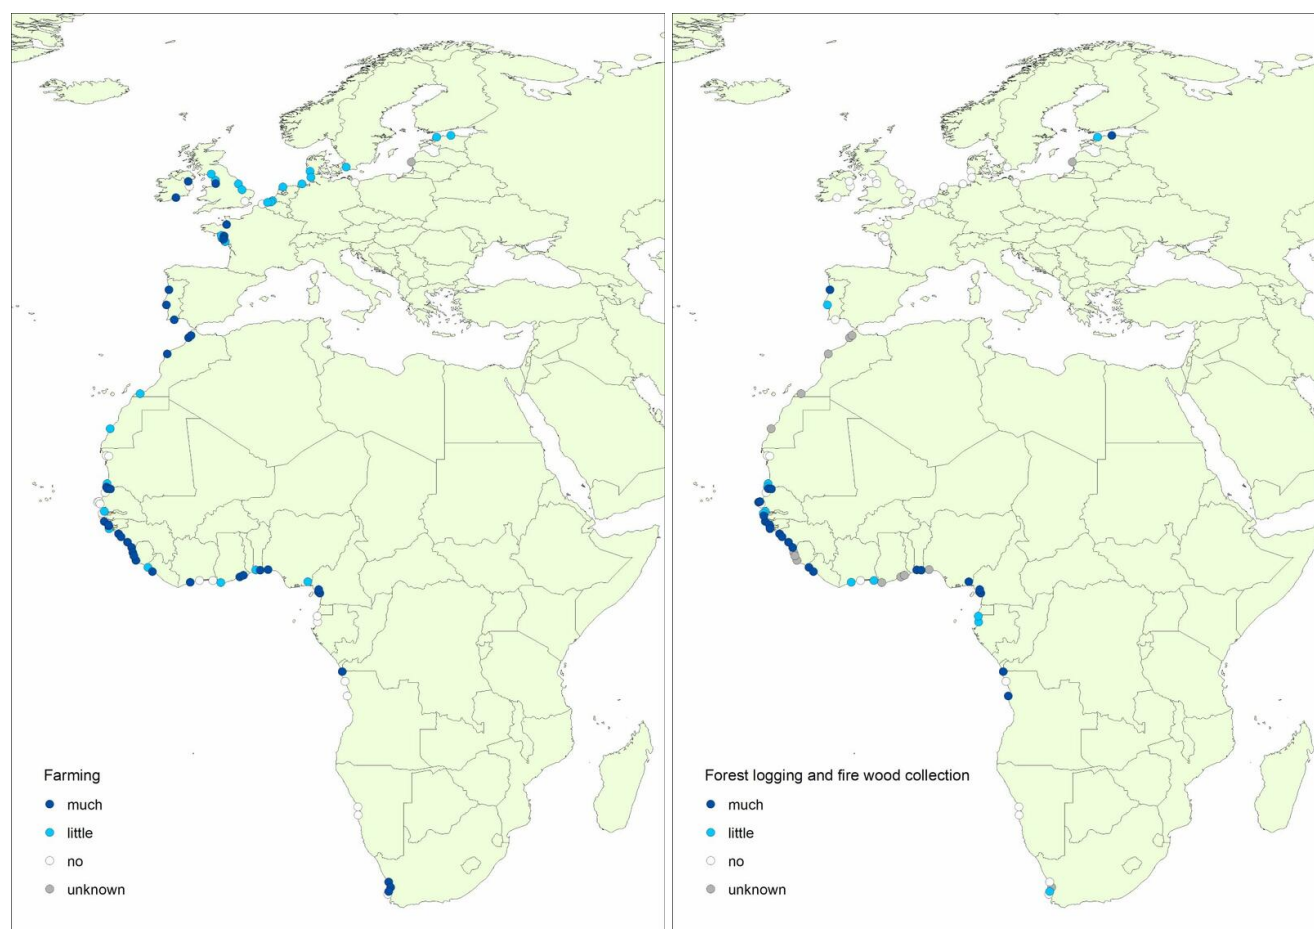 Farming
much
little
no
unknown
Forest logging and fire wood collection
much
little
no
unknown